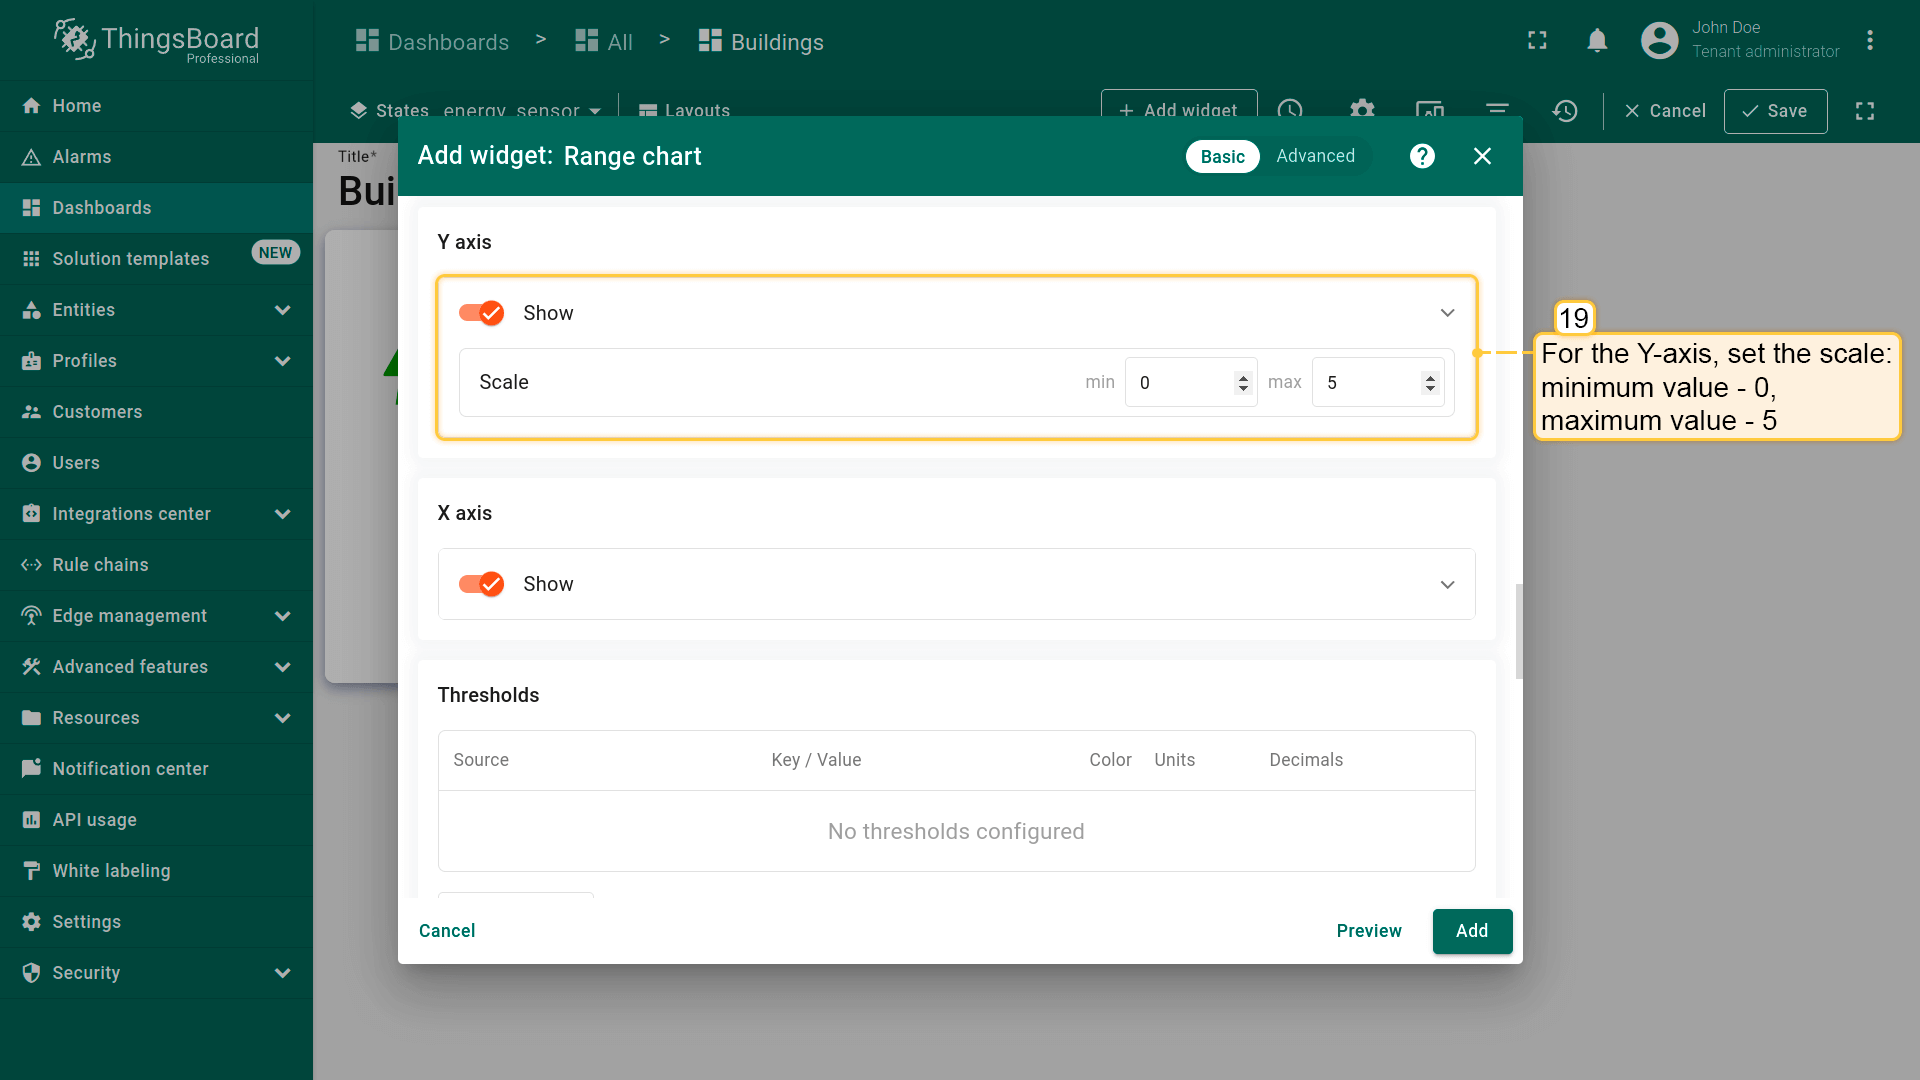 ThingsBoard
Professional
Dashboards > All > Buildings
John Doe
Tenant administrator
Home
Alarms
Dashboards
Solution templates NEW
Entities
Profiles
Customers
Users
Integrations center
Rule chains
Edge management
Advanced features
Resources
Notification center
API usage
White labeling
Settings
Security
States energy_sensor Layouts
+ Add widget
Cancel Save
Title*
Bui
Add widget: Range chart
Basic Advanced
Y axis
Show
Scale min 0 max 5
X axis
Show
Thresholds
Source Key / Value Color Units Decimals
No thresholds configured
Cancel Preview Add
19
For the Y-axis, set the scale:
minimum value - 0,
maximum value - 5